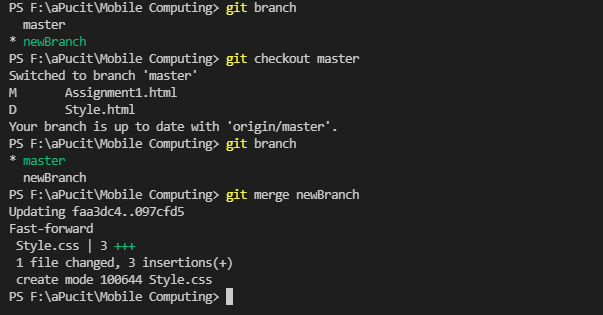 PS F:\aPucit\Mobile Computing> git branch
  master
* newBranch
PS F:\aPucit\Mobile Computing> git checkout master
Switched to branch 'master'
M       Assignment1.html
D       Style.html
Your branch is up to date with 'origin/master'.
PS F:\aPucit\Mobile Computing> git branch
* master
  newBranch
PS F:\aPucit\Mobile Computing> git merge newBranch
Updating faa3dc4..097cfd5
Fast-forward
 Style.css | 3 +++
 1 file changed, 3 insertions(+)
 create mode 100644 Style.css
PS F:\aPucit\Mobile Computing>